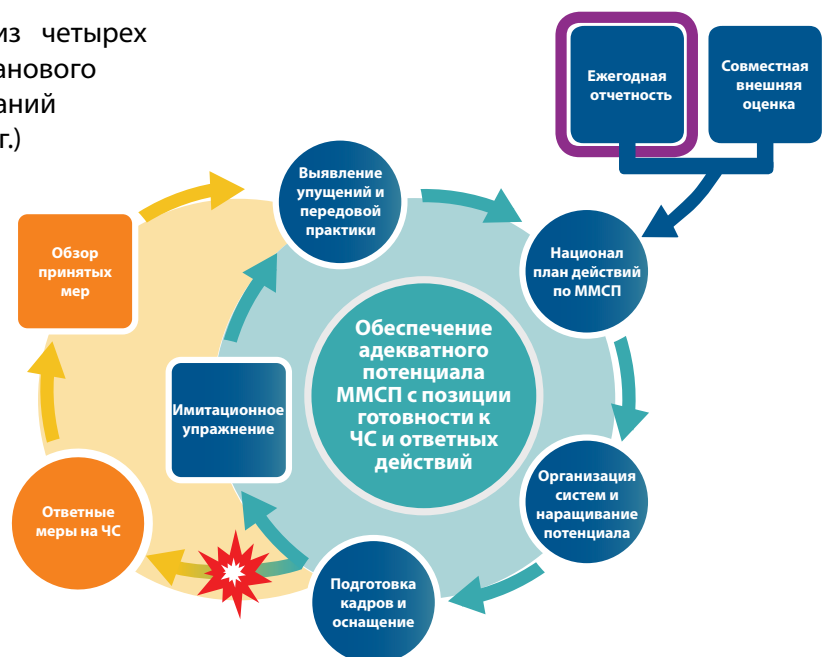 из четырех
анового
аний
г.)
Ежегодная
отчетность
Совместная
внешняя
оценка
Выявление
упущений и
передовой
практики
Обзор
принятых
мер
Национал
план действий
по ММСП
Обеспечение
адекватного
потенциала
ММСП с позиции
готовности к
ЧС и ответных
действий
Имитационное
упражнение
Ответные
меры на ЧС
Организация
систем и
наращивание
потенциала
Подготовка
кадров и
оснащение